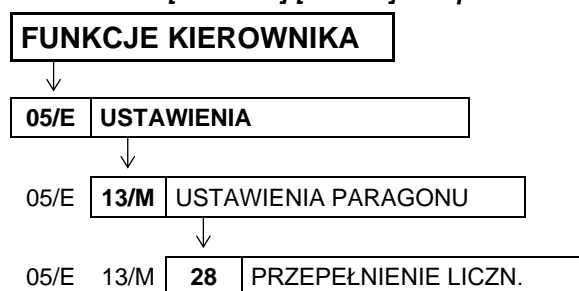 FUNKCJE KIEROWNIKA
05/E USTAWIENIA
05/E 13/M USTAWIENIA PARAGONU
05/E 13/M 28 PRZEPEŁNIENIE LICZN.